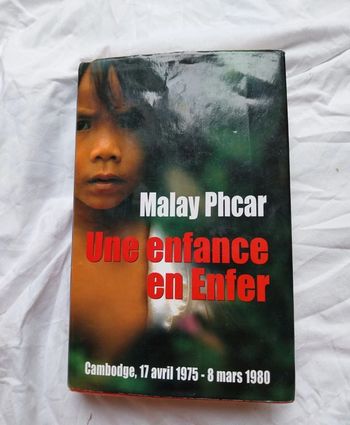 Malay Phcar
Une enfance
en Enfer
Cambodge, 17 avril 1975 - 8 mars 1980